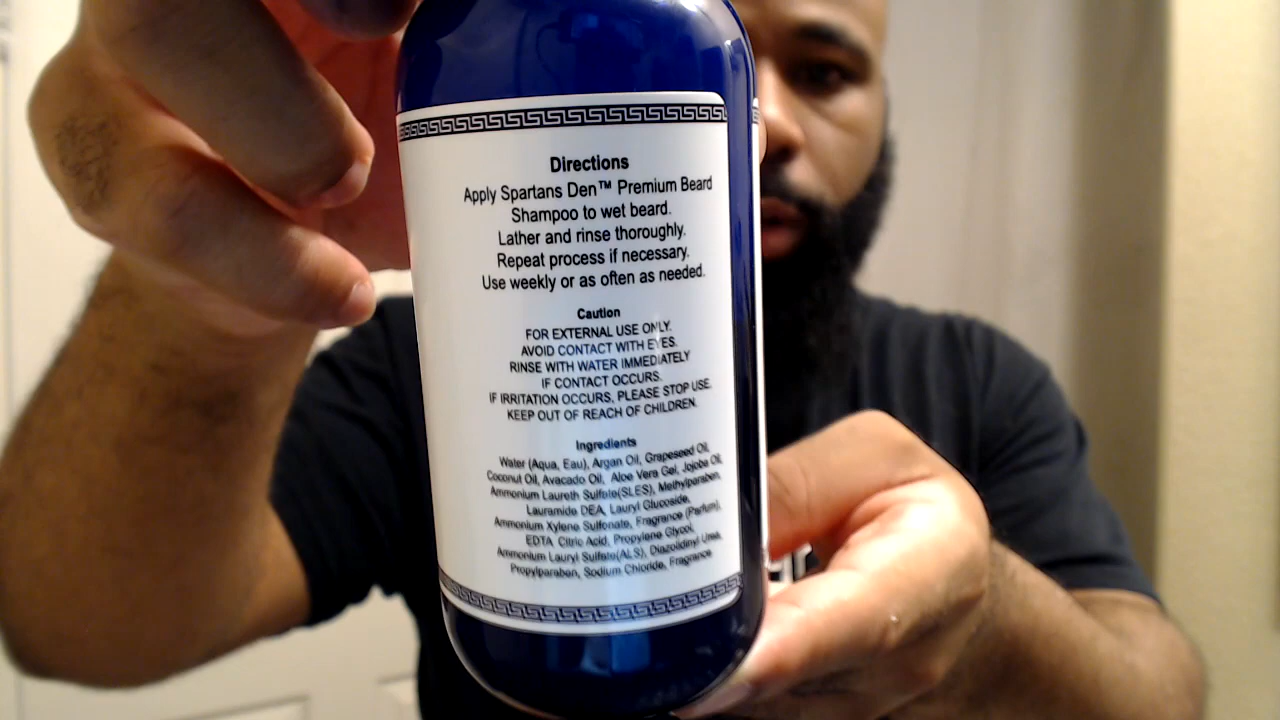 Directions
Apply Spartans Den™ Premium Beard
Shampoo to wet beard.
Lather and rinse thoroughly.
Repeat process if necessary.
Use weekly or as often as needed.
Caution
FOR EXTERNAL USE ONLY.
AVOID CONTACT WITH EYES.
RINSE WITH WATER IMMEDIATELY
IF CONTACT OCCURS.
IF IRRITATION OCCURS, PLEASE STOP USE.
KEEP OUT OF REACH OF CHILDREN.
Ingredients
Water (Aqua, Eau), Argan Oil, Grapeseed Oil,
Coconut Oil, Avacado Oil, Aloe Vera Gel, Jojoba Oil,
Ammonium Laureth Sulfate(SLES), Methylparaben,
Lauramide DEA, Lauryl Glucoside,
Ammonium Xylene Sulfonate, Fragrance (Parfum),
EDTA Citric Acid, Propylene Glycol,
Ammonium Lauryl Sulfate(ALS), Diazolidinyl Urea,
Propylparaben, Sodium Chloride, Fragrance